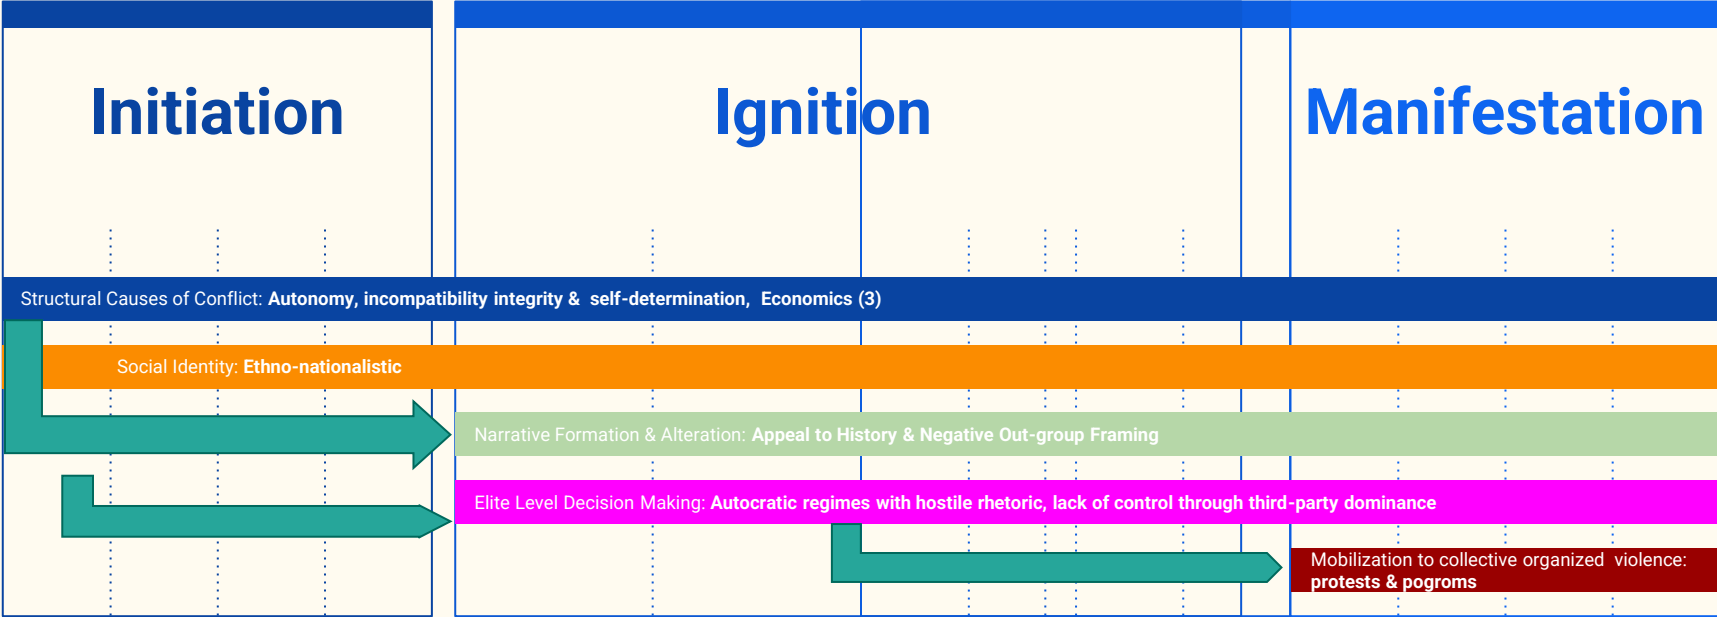 Initiation
Ignition
Manifestation
Structural Causes of Conflict: Autonomy, incompatibility integrity &  self-determination,  Economics (3)
Social Identity: Ethno-nationalistic
Narrative Formation & Alteration: Appeal to History & Negative Out-group Framing
Elite Level Decision Making: Autocratic regimes with hostile rhetoric, lack of control through third-party dominance
Mobilization to collective organized  violence:
protests & pogroms